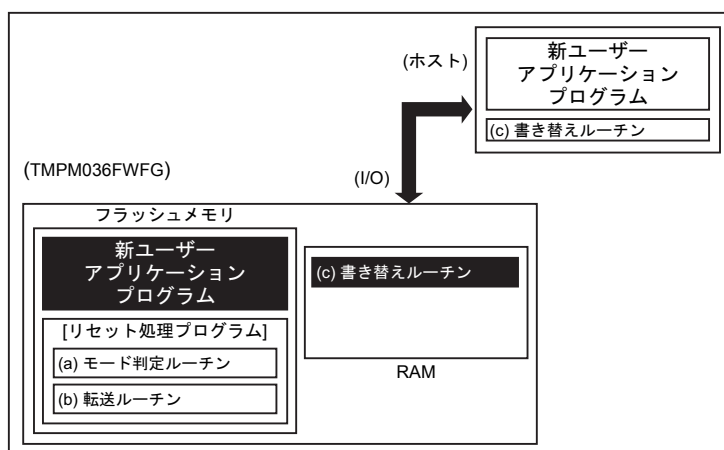 (ホスト)
新ユーザー
アプリケーション
プログラム
(c) 書き替えルーチン
(TMPM036FWFG)
(I/O)
フラッシュメモリ
新ユーザー
アプリケーション
プログラム
[リセット処理プログラム]
(a) モード判定ルーチン
(b) 転送ルーチン
(c) 書き替えルーチン
RAM